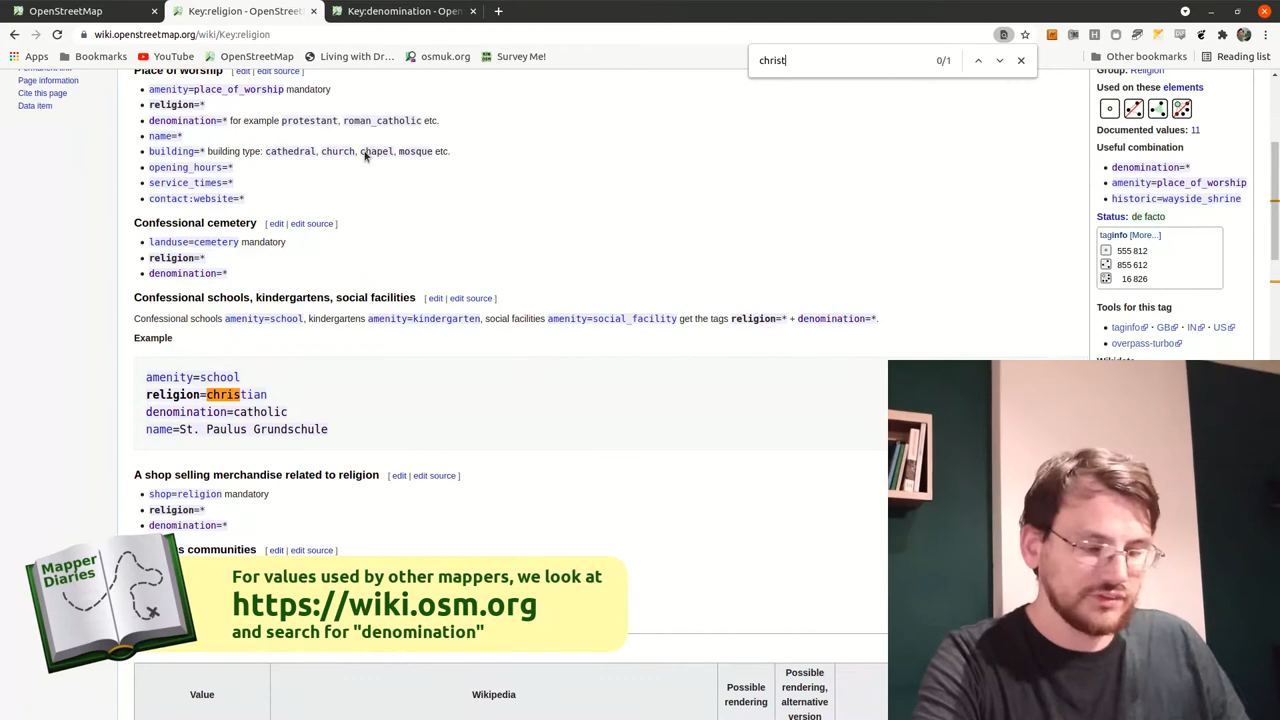 OpenStreetMap
Key:religion - OpenStreet
Key:denomination - OpenS
wiki.openstreetmap.org/wiki/Key:religion
Apps
Bookmarks
YouTube
OpenStreetMap
Living with Dr…
osmuk.org
Survey Me!
Other bookmarks
Reading list
christ
0/1
Page information
Cite this page
Data item
Place of worship [ edit | edit source ]
amenity=place_of_worship mandatory
religion=*
denomination=* for example protestant, roman_catholic etc.
name=*
building=* building type: cathedral, church, chapel, mosque etc.
opening_hours=*
service_times=*
contact:website=*
Confessional cemetery [ edit | edit source ]
landuse=cemetery mandatory
religion=*
denomination=*
Confessional schools, kindergartens, social facilities [ edit | edit source ]
Confessional schools amenity=school, kindergartens amenity=kindergarten, social facilities amenity=social_facility get the tags religion=* + denomination=*.
Example
amenity=school
religion=christian
denomination=catholic
name=St. Paulus Grundschule
A shop selling merchandise related to religion [ edit | edit source ]
shop=religion mandatory
religion=*
denomination=*
s communities [ edit | edit source ]
Mapper
Diaries
For values used by other mappers, we look at
https://wiki.osm.org
and search for "denomination"
Value
Wikipedia
Possible
rendering
Possible
rendering,
alternative
version
Group: Religion
Used on these elements
Documented values: 11
Useful combination
denomination=*
amenity=place_of_worship
historic=wayside_shrine
Status: de facto
taginfo [More...]
555 812
855 612
16 826
Tools for this tag
taginfo · GB · IN · US
overpass-turbo